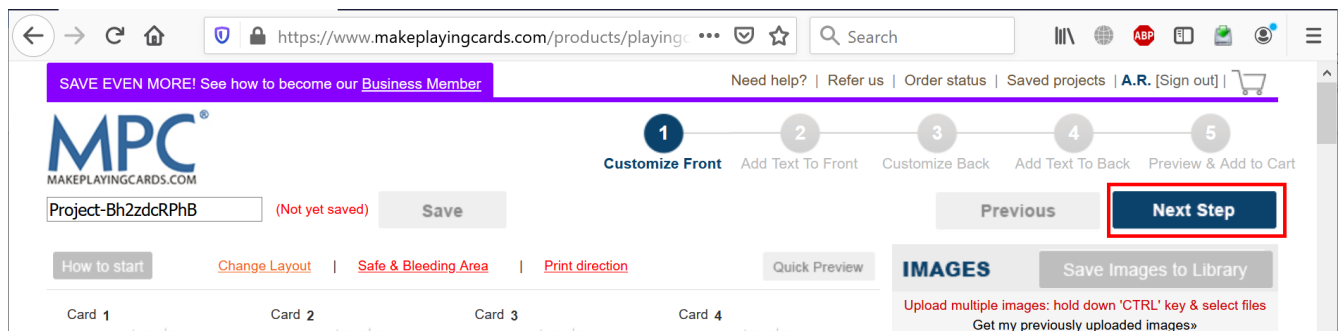 https://www.makeplayingcards.com/products/playing
Search
ABP
SAVE EVEN MORE! See how to become our Business Member
Need help? | Refer us | Order status | Saved projects | A.R. [Sign out] |
MPC®
MAKEPLAYINGCARDS.COM
1 2 3 4 5
Customize Front Add Text To Front Customize Back Add Text To Back Preview & Add to Cart
Project-Bh2zdcRPhB (Not yet saved) Save Previous Next Step
How to start Change Layout | Safe & Bleeding Area | Print direction Quick Preview IMAGES Save Images to Library
Upload multiple images: hold down 'CTRL' key & select files
Card 1 Card 2 Card 3 Card 4
Get my previously uploaded images»